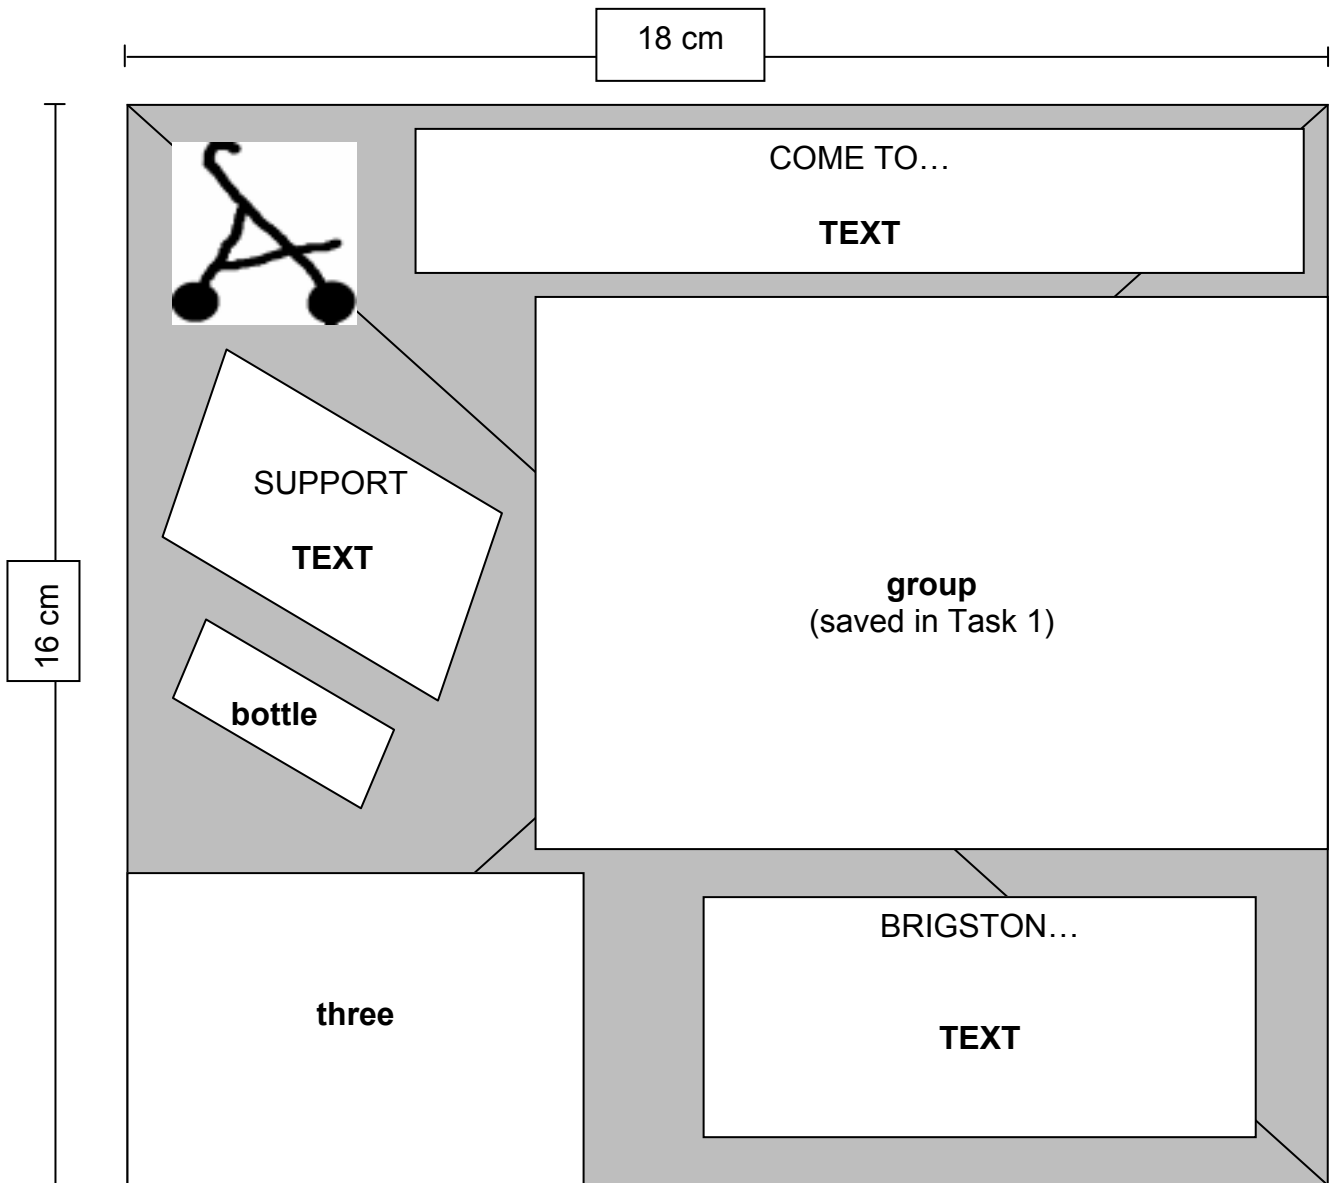 18 cm
COME TO…
TEXT
SUPPORT
TEXT
group
(saved in Task 1)
16 cm
bottle
BRIGSTON…
three
TEXT